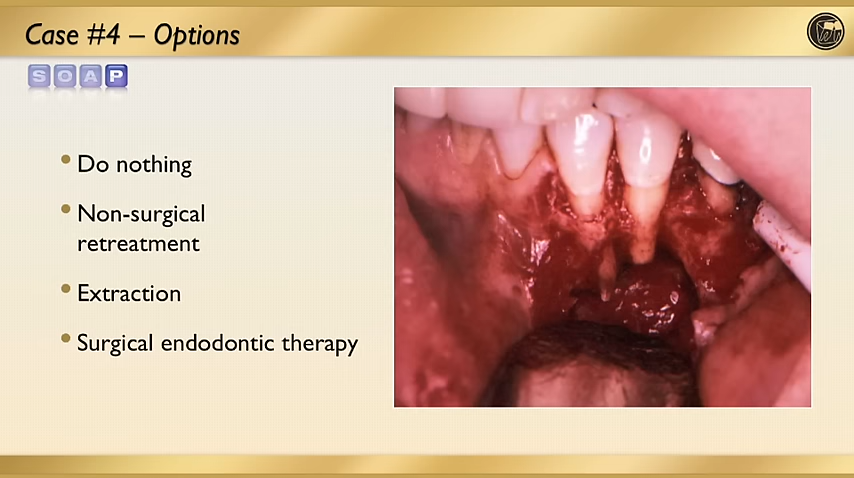 Case #4 – Options
SOAP
• Do nothing
• Non-surgical
retreatment
• Extraction
• Surgical endodontic therapy